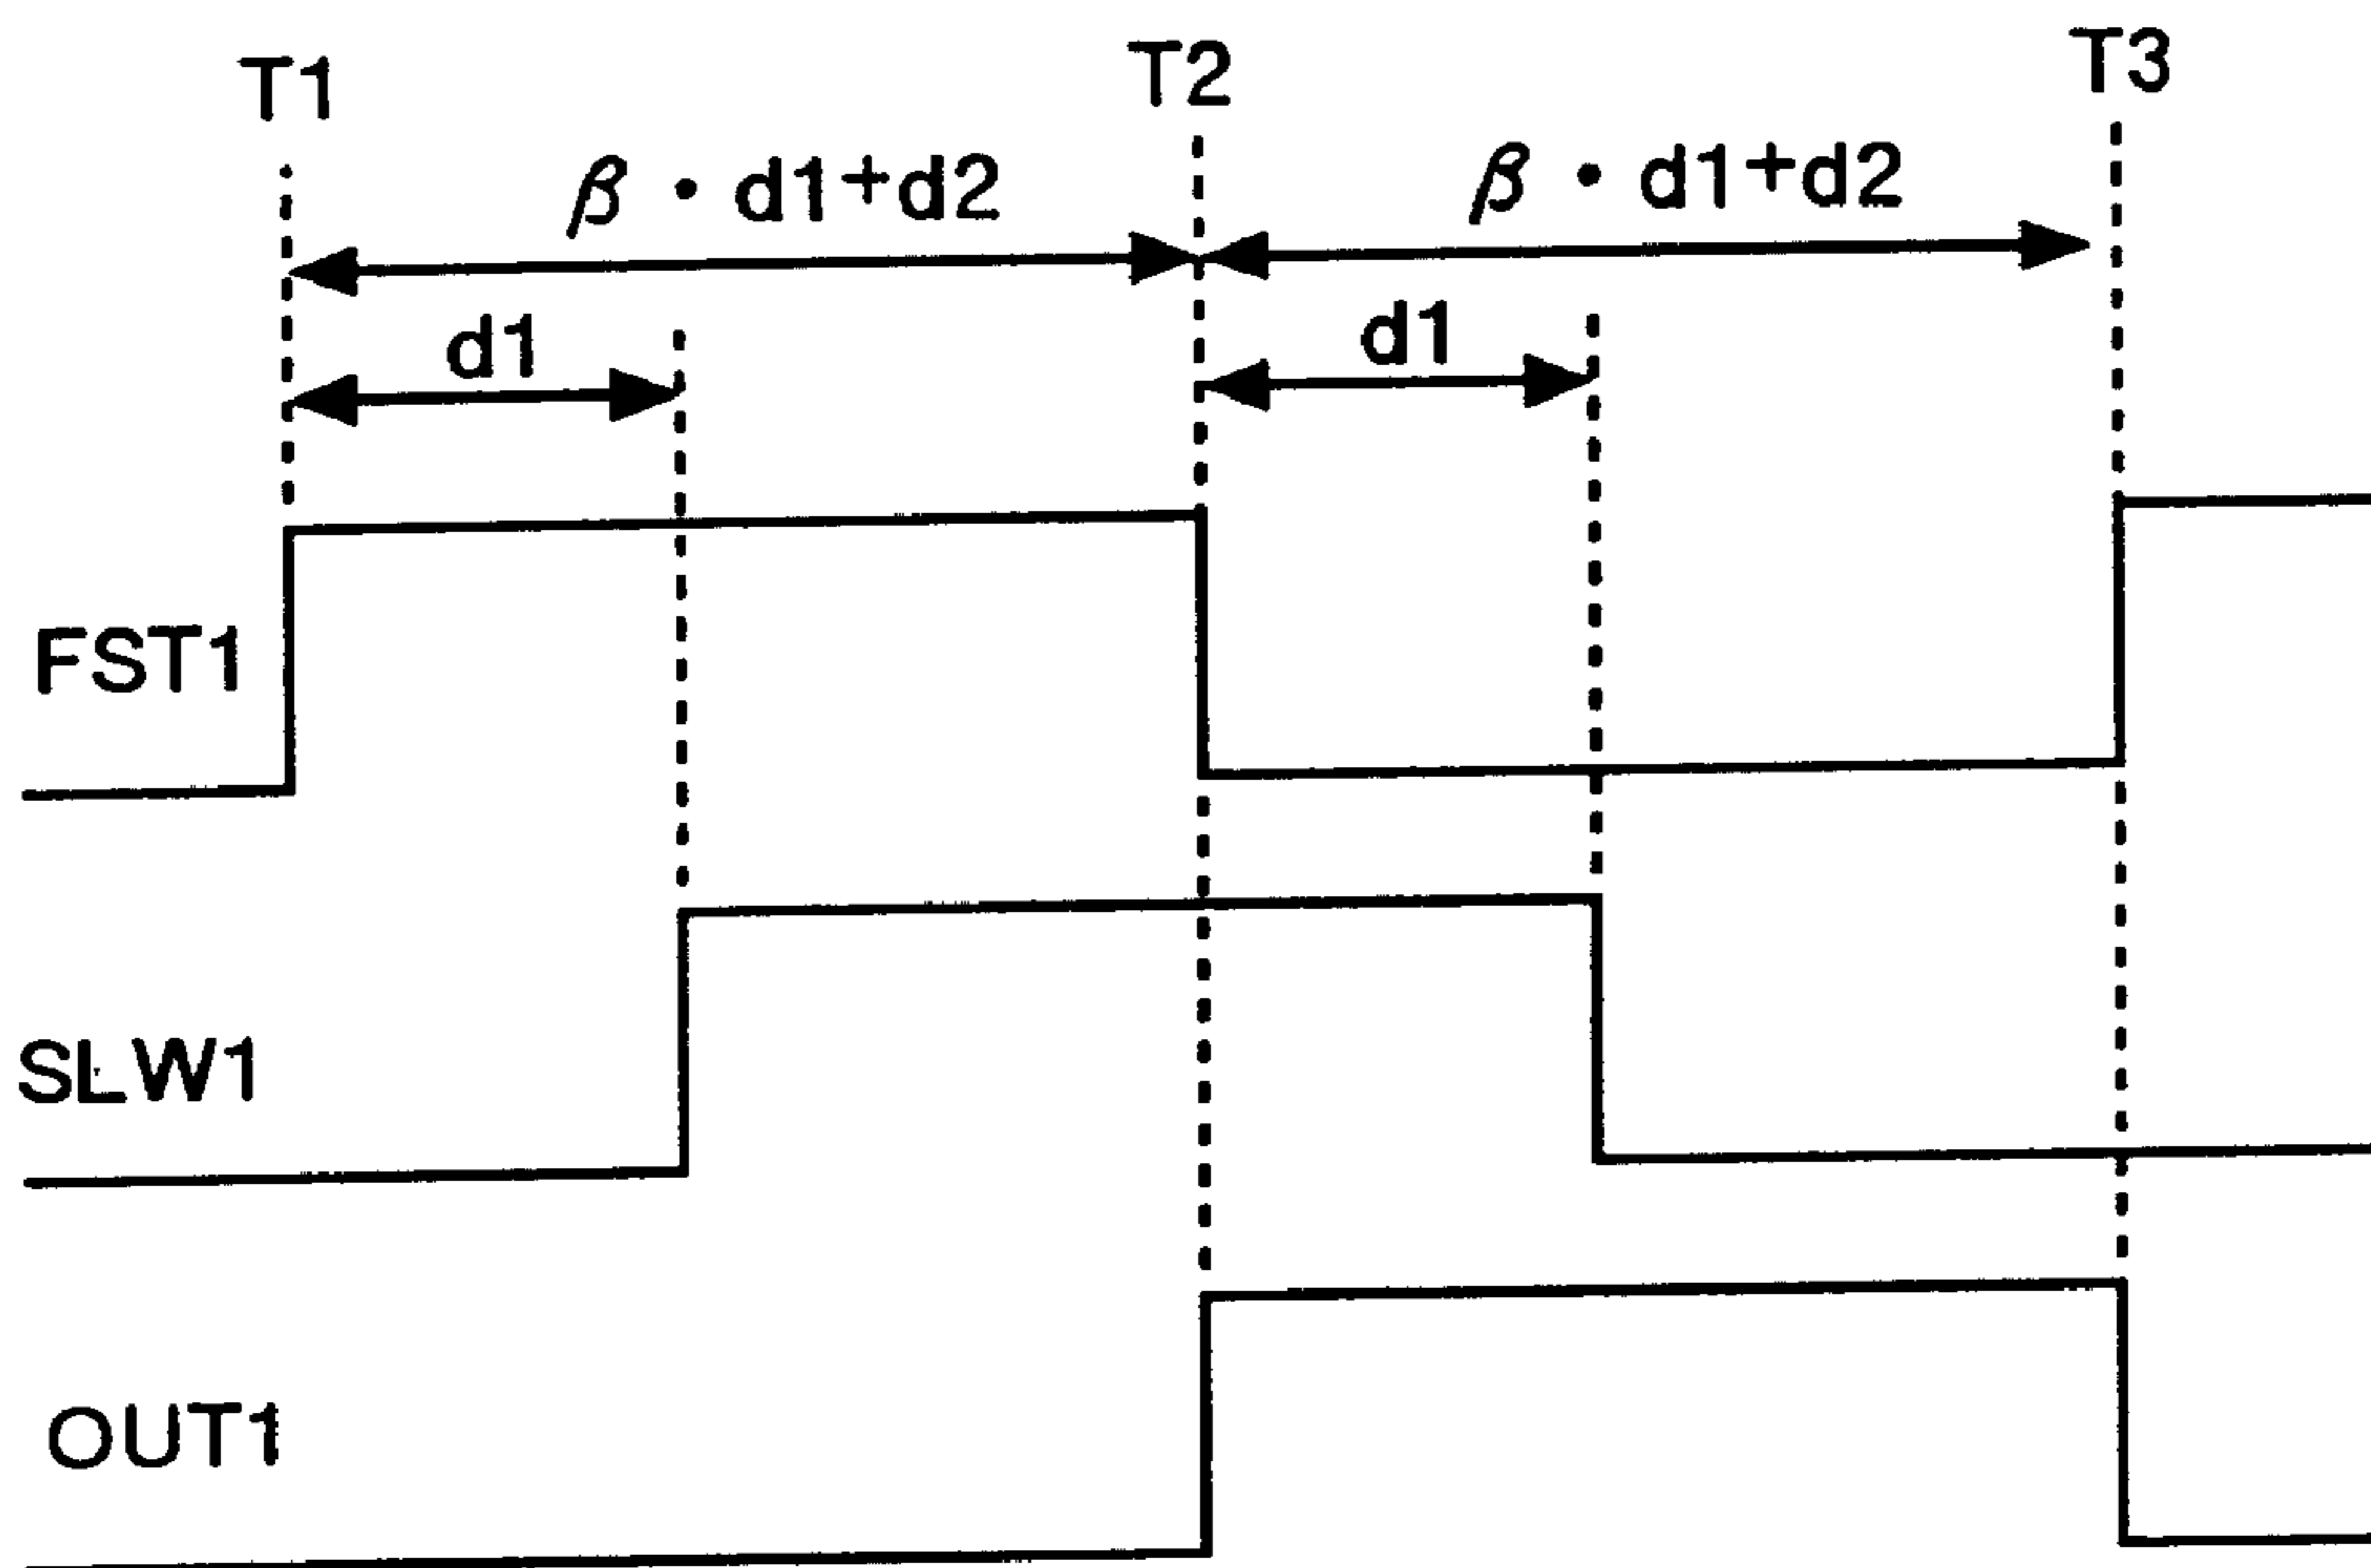 T1
T2
T3
β · d1+d2
β · d1+d2
d1
d1
FST1
SLW1
OUT1